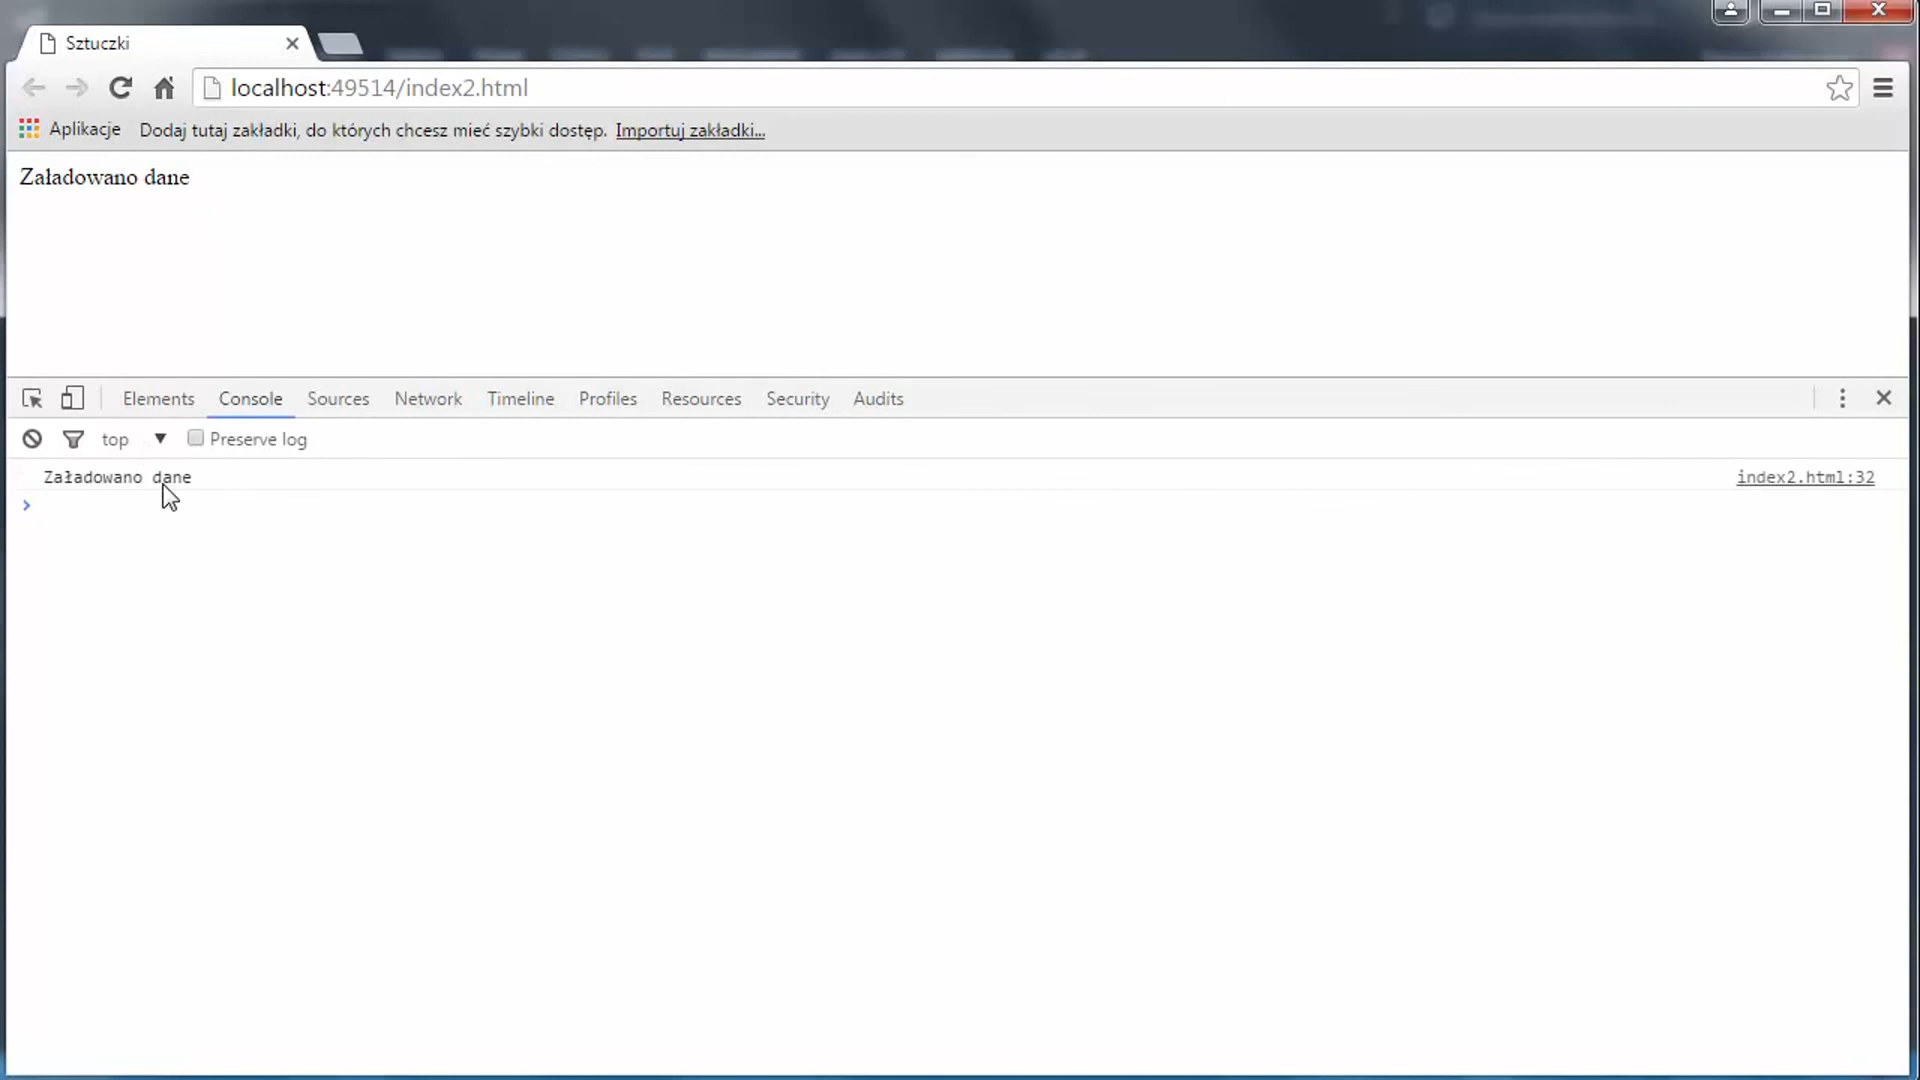 Sztuczki
localhost:49514/index2.html
Aplikacje Dodaj tutaj zakładki, do których chcesz mieć szybki dostęp. Importuj zakładki...
Załadowano dane
Elements Console Sources Network Timeline Profiles Resources Security Audits
top Preserve log
Załadowano dane index2.html:32